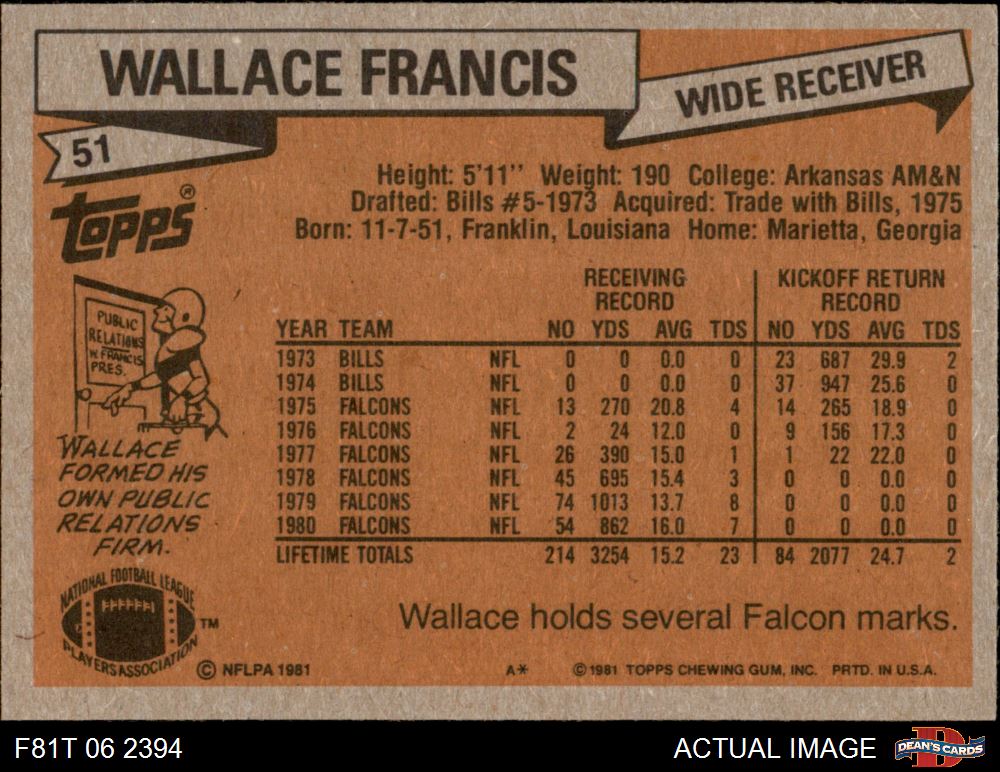 WALLACE FRANCIS
WIDE RECEIVER
51
TOPPS®
Height: 5'11'' Weight: 190 College: Arkansas AM&N
Drafted: Bills #5-1973 Acquired: Trade with Bills, 1975
Born: 11-7-51, Franklin, Louisiana Home: Marietta, Georgia
PUBLIC
RELATIONS
W. FRANCIS
PRES.
WALLACE
FORMED HIS
OWN PUBLIC
RELATIONS
FIRM.
RECEIVING RECORD KICKOFF RETURN RECORD
YEAR TEAM NO YDS AVG TDS NO YDS AVG TDS
1973 BILLS NFL 0 0 0.0 0 23 687 29.9 2
1974 BILLS NFL 0 0 0.0 0 37 947 25.6 0
1975 FALCONS NFL 13 270 20.8 4 14 265 18.9 0
1976 FALCONS NFL 2 24 12.0 0 9 156 17.3 0
1977 FALCONS NFL 26 390 15.0 1 1 22 22.0 0
1978 FALCONS NFL 45 695 15.4 3 0 0 0.0 0
1979 FALCONS NFL 74 1013 13.7 8 0 0 0.0 0
1980 FALCONS NFL 54 862 16.0 7 0 0 0.0 0
LIFETIME TOTALS 214 3254 15.2 23 84 2077 24.7 2
Wallace holds several Falcon marks.
NATIONAL FOOTBALL LEAGUE
PLAYERS ASSOCIATION
TM
© NFLPA 1981
A*
© 1981 TOPPS CHEWING GUM, INC. PRTD. IN U.S.A.
F81T 06 2394
ACTUAL IMAGE
D
DEAN'S CARDS